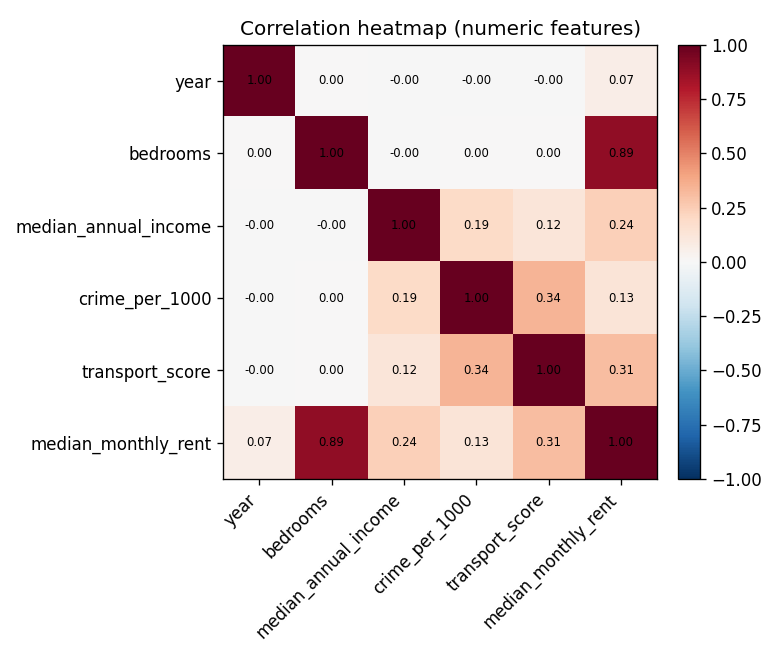 Correlation heatmap (numeric features)
year 1.00 0.00 -0.00 -0.00 -0.00 0.07
bedrooms 0.00 1.00 -0.00 0.00 0.00 0.89
median_annual_income -0.00 -0.00 1.00 0.19 0.12 0.24
crime_per_1000 -0.00 0.00 0.19 1.00 0.34 0.13
transport_score -0.00 0.00 0.12 0.34 1.00 0.31
median_monthly_rent 0.07 0.89 0.24 0.13 0.31 1.00
year
bedrooms
median_annual_income
crime_per_1000
transport_score
median_monthly_rent
1.00
0.75
0.50
0.25
0.00
−0.25
−0.50
−0.75
−1.00